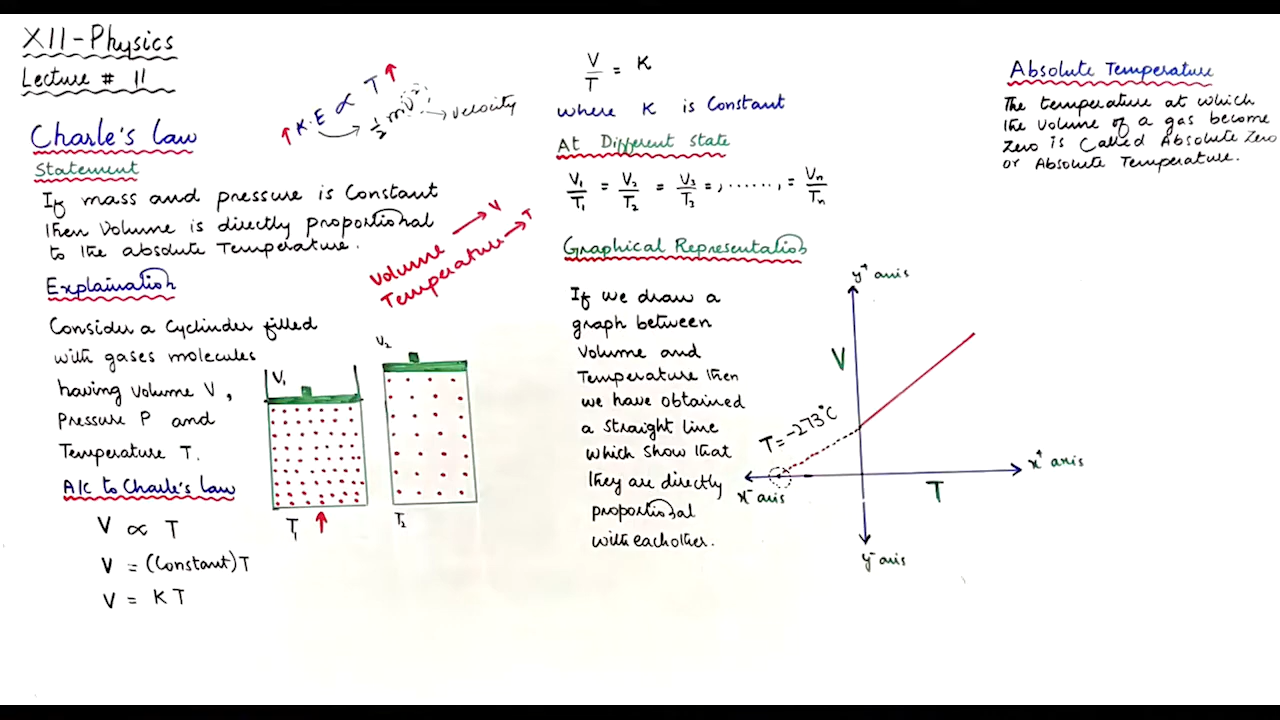 XII-Physics
Lecture # 11
Charle's law
Statement
If mass and pressure is Constant
then Volume is directly proportional
to the absolute Temperature.
Explaination
Consider a Cyclinder filled
with gases molecules
having volume V,
Pressure P and
Temperature T.
A/C to Charle's law
V ∝ T
V = (Constant)T
V = KT
↑K.E ∝ T↑
½mv² → velocity
Volume → V
Temperature → T
V₁
T₁ ↑
V₂
T₂
V/T = K
where K is Constant
At Different State
V₁/T₁ = V₂/T₂ = V₃/T₃ =, ......, = Vn/Tn
Graphical Representation
If we draw a
graph between
Volume and
Temperature then
we have obtained
a straight line
which show that
they are directly
proportional
with eachother.
y⁺ axis
V
T = -273°C
x⁺ axis
x⁻ axis
T
y⁻ axis
Absolute Temperature
The temperature at which
the volume of a gas become
Zero is Called Absolute Zero
or Absolute Temperature.